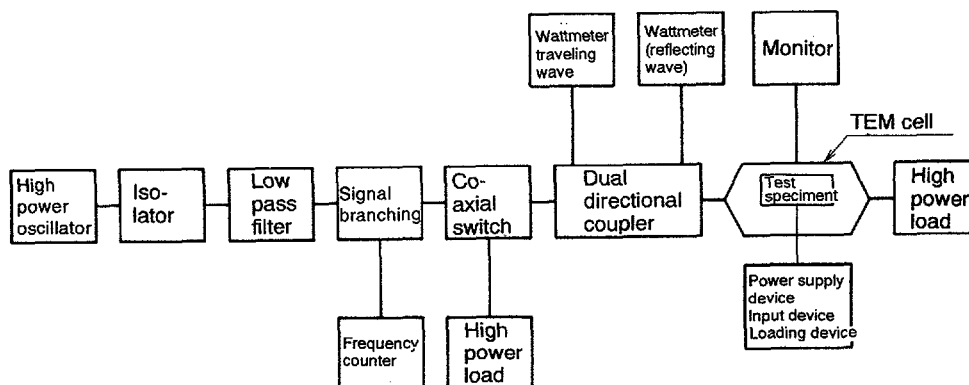 Wattmeter
traveling
wave
Wattmeter
(reflecting
wave)
Monitor
TEM cell
High
power
oscillator
Iso-
lator
Low
pass
filter
Signal
branching
Co-
axial
switch
Dual
directional
coupler
Test
speciment
High
power
load
Frequency
counter
High
power
load
Power supply
device
Input device
Loading device